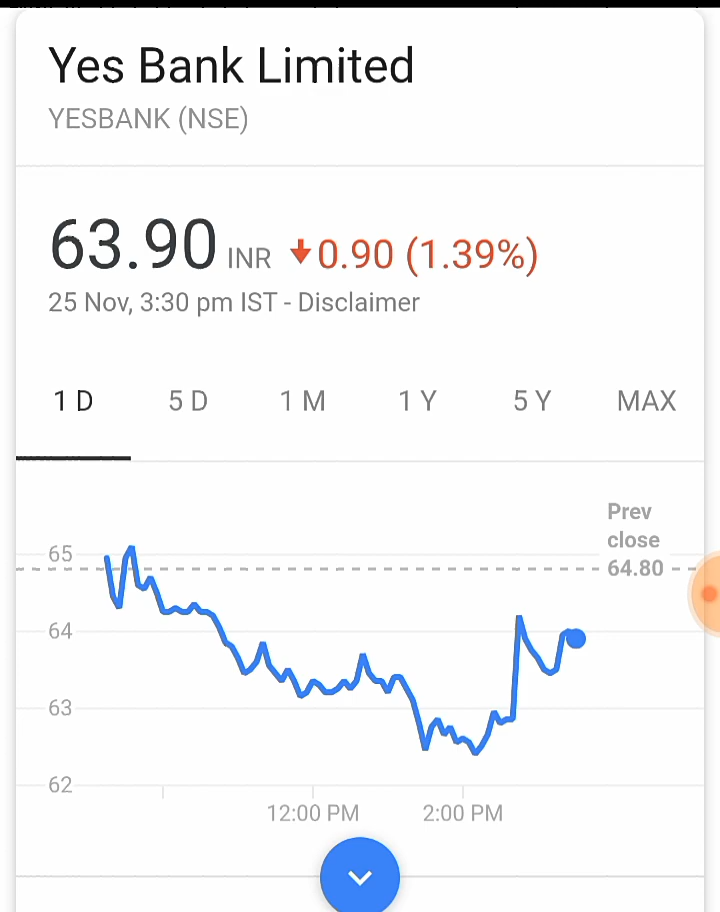 Yes Bank Limited
YESBANK (NSE)
63.90 INR 0.90 (1.39%)
25 Nov, 3:30 pm IST - Disclaimer
1 D 5 D 1 M 1 Y 5 Y MAX
Prev
close
65
64.80
64
63
62
12:00 PM 2:00 PM